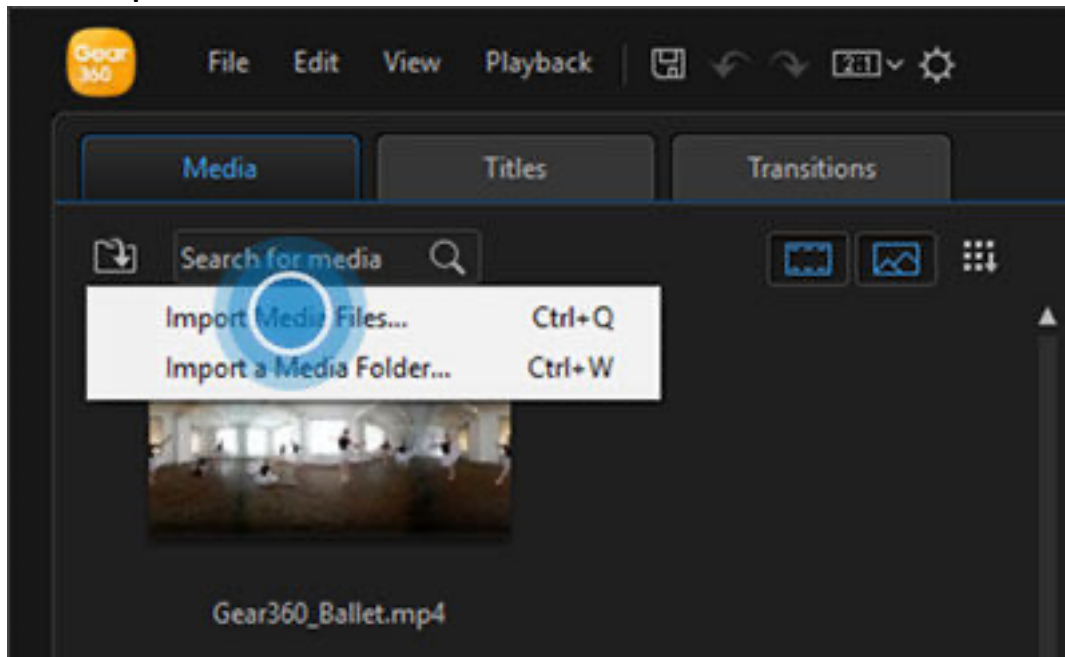 Gear
360
File Edit View Playback 2:1
Media Titles Transitions
Search for media
Import Media Files... Ctrl+Q
Import a Media Folder... Ctrl+W
Gear360_Ballet.mp4